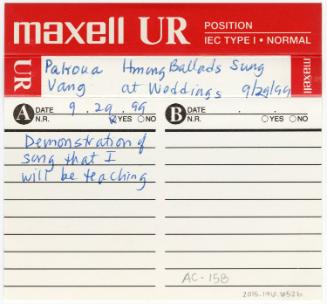 maxell UR POSITION
IEC TYPE I • NORMAL
UR Pakoua Hmong Ballads Sung maxell
Vang at Weddings 9/29/99
A DATE 9 . 29 . 99
N.R. YES NO
B DATE . .
N.R. YES NO
Demonstration of
song that I
will be teaching
AC-158